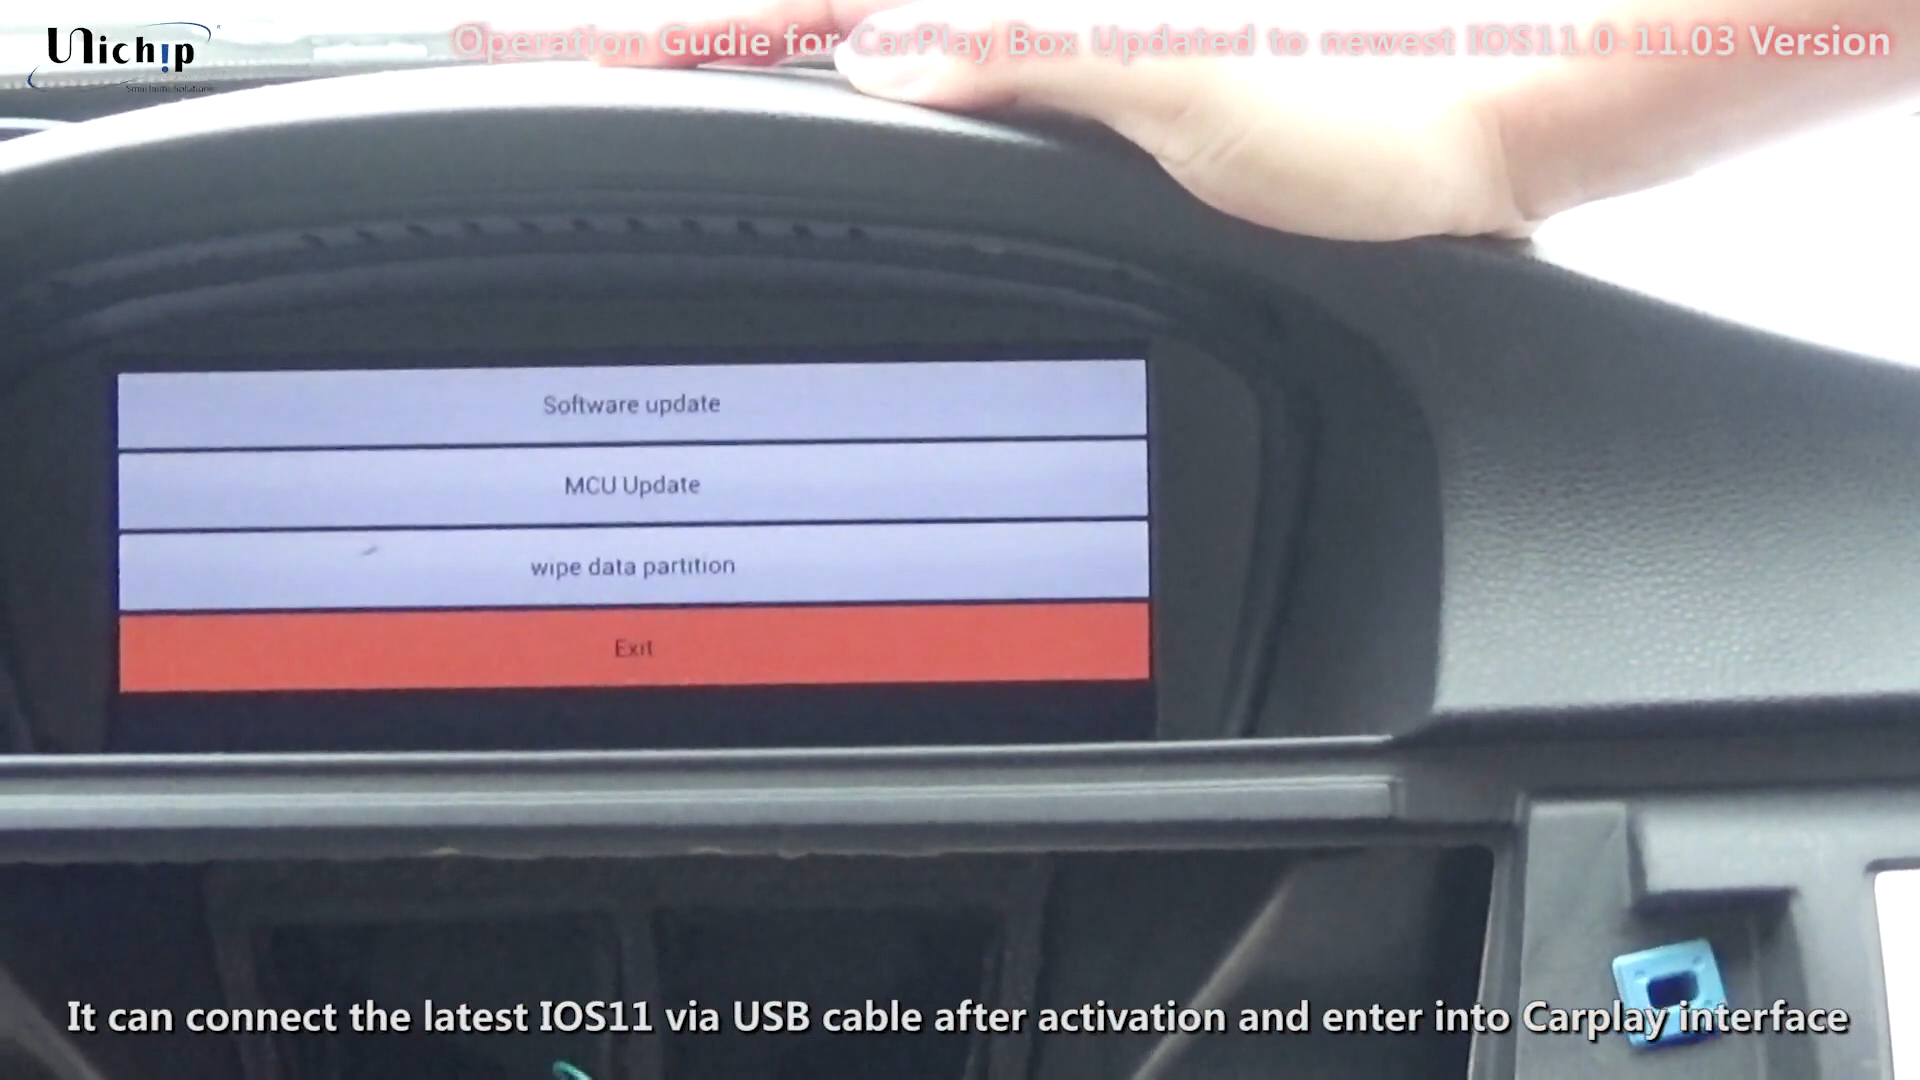 Unichip
Operation Gudie for CarPlay Box Updated to newest IOS11.0-11.03 Version
Software update
MCU Update
wipe data partition
Exit
It can connect the latest IOS11 via USB cable after activation and enter into Carplay interface